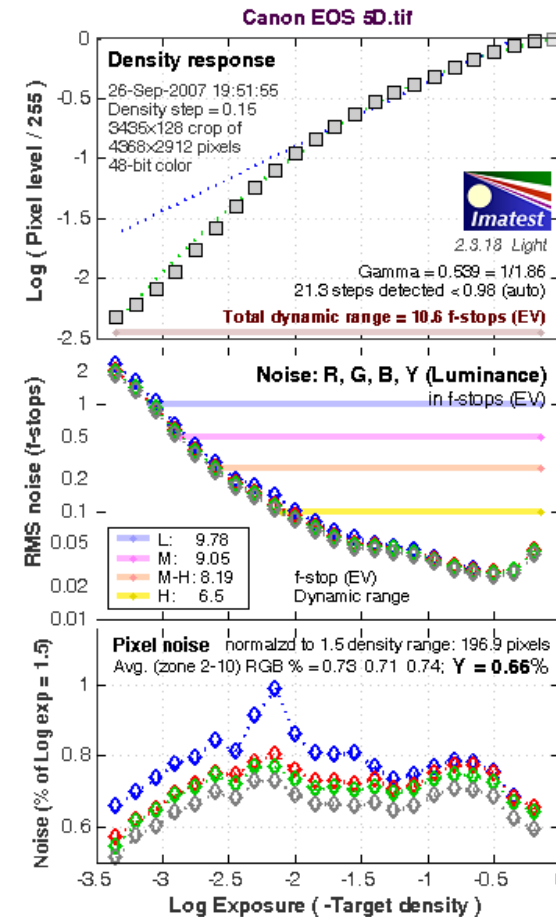 Canon EOS 5D.tif
0
-0.5
-1
-1.5
-2
-2.5
Log ( Pixel level / 255 )
Density response
26-Sep-2007 19:51:55
Density step = 0.15
3435x128 crop of
4368x2912 pixels
48-bit color
Imatest
2.3.18 Light
Gamma = 0.539 = 1/1.86
21.3 steps detected < 0.98 (auto)
Total dynamic range = 10.6 f-stops (EV)
2
1
0.5
0.2
0.1
0.05
0.02
0.01
RMS noise (f-stops)
Noise: R, G, B, Y (Luminance)
in f-stops (EV)
L: 9.78
M: 9.05
M-H: 8.19
H: 6.5
f-stop (EV)
Dynamic range
Pixel noise normalzd to 1.5 density range: 196.9 pixels
Avg. (zone 2-10) RGB % = 0.73 0.71 0.74; Y = 0.66%
1
0.8
0.6
Noise (% of Log exp = 1.5)
-3.5 -3 -2.5 -2 -1.5 -1 -0.5 0
Log Exposure ( -Target density )